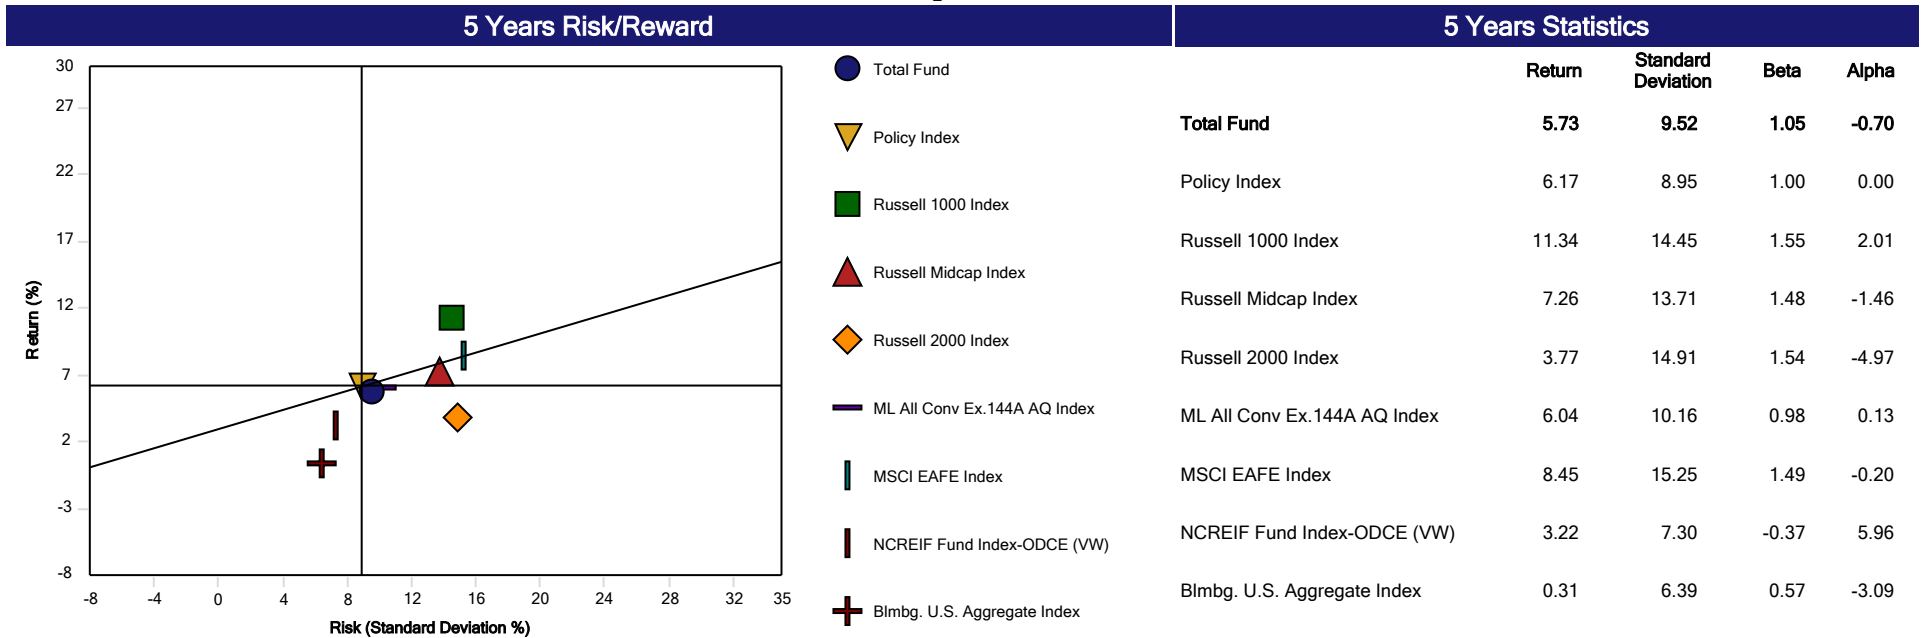 5 Years Risk/Reward
30
27
22
17
12
7
2
-3
-8
Return (%)
-8 -4 0 4 8 12 16 20 24 28 32 35
Risk (Standard Deviation %)
Total Fund
Policy Index
Russell 1000 Index
Russell Midcap Index
Russell 2000 Index
ML All Conv Ex.144A AQ Index
MSCI EAFE Index
NCREIF Fund Index-ODCE (VW)
Blmbg. U.S. Aggregate Index
5 Years Statistics
Return Standard Deviation Beta Alpha
Total Fund 5.73 9.52 1.05 -0.70
Policy Index 6.17 8.95 1.00 0.00
Russell 1000 Index 11.34 14.45 1.55 2.01
Russell Midcap Index 7.26 13.71 1.48 -1.46
Russell 2000 Index 3.77 14.91 1.54 -4.97
ML All Conv Ex.144A AQ Index 6.04 10.16 0.98 0.13
MSCI EAFE Index 8.45 15.25 1.49 -0.20
NCREIF Fund Index-ODCE (VW) 3.22 7.30 -0.37 5.96
Blmbg. U.S. Aggregate Index 0.31 6.39 0.57 -3.09